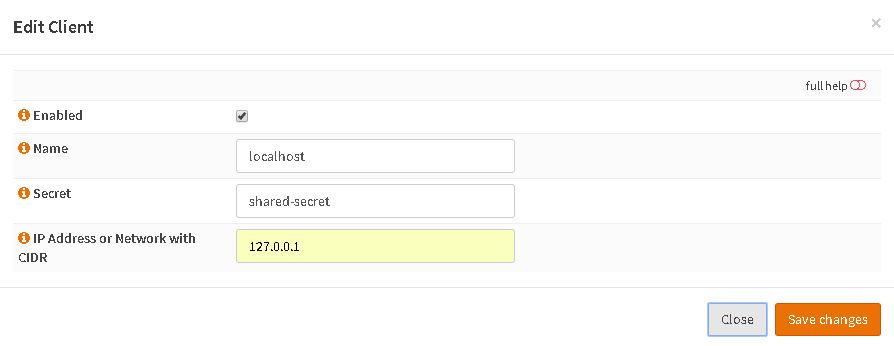 Edit Client
×
full help
Enabled
Name
localhost
Secret
shared-secret
IP Address or Network with
CIDR
127.0.0.1
Close
Save changes